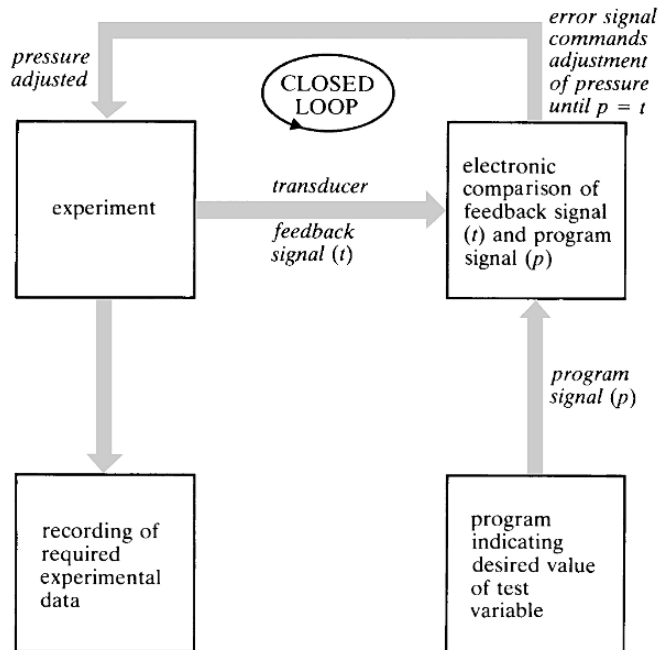 error signal
commands
adjustment
of pressure
until p = t
pressure
adjusted
CLOSED
LOOP
experiment
transducer
feedback
signal (t)
electronic
comparison of
feedback signal
(t) and program
signal (p)
program
signal (p)
recording of
required
experimental
data
program
indicating
desired value
of test
variable